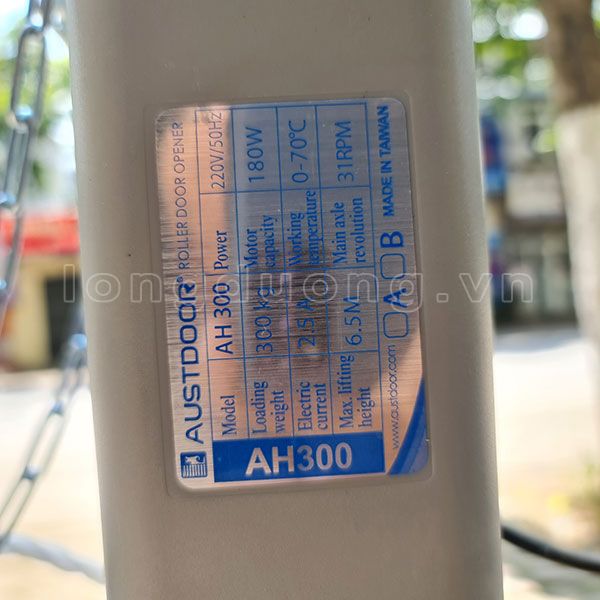 AUSTDOOR® ROLLER DOOR OPENER
Model AH 300 Power 220V/50HZ
Loading weight 300 Kg Motor capacity 180W
Electric current 2.5 A Working temperature 0-70℃
Max. lifting height 6.5M Main axle revolution 31RPM
www.austdoor.com A B MADE IN TAIWAN
AH300